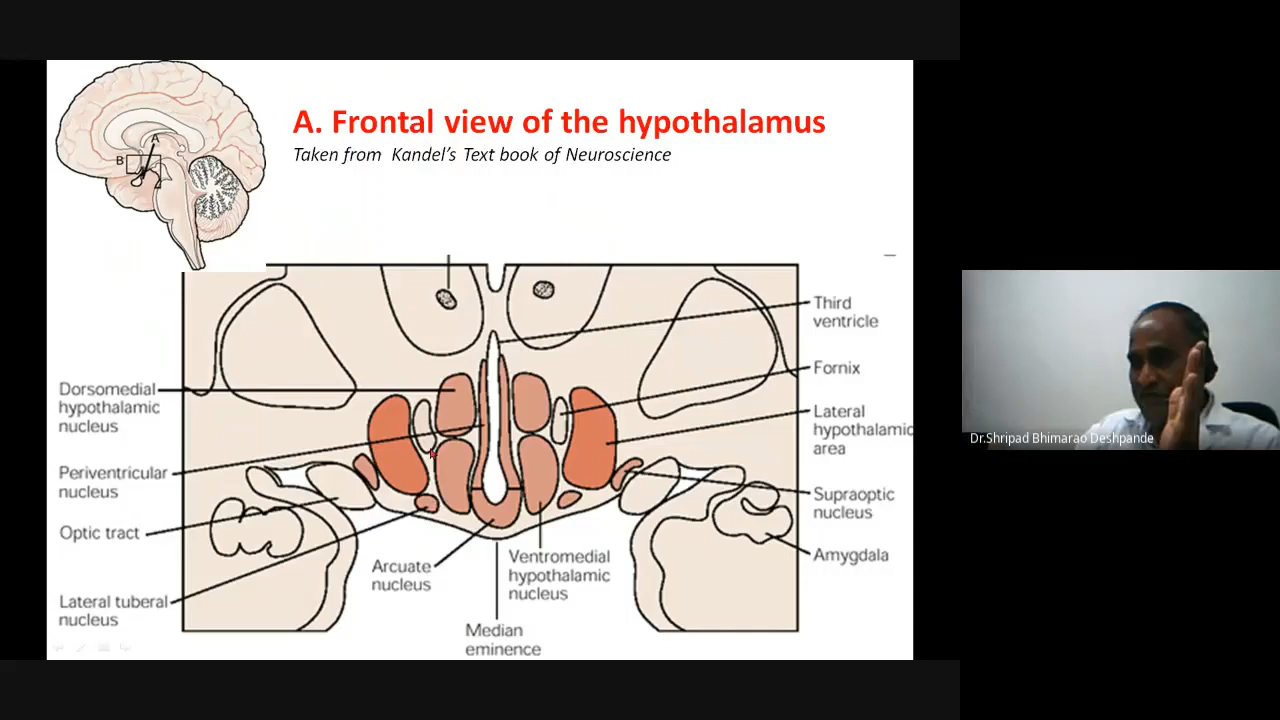 A. Frontal view of the hypothalamus
Taken from Kandel's Text book of Neuroscience
A
B
Third
ventricle
Fornix
Lateral
hypothalamic
area
Supraoptic
nucleus
Amygdala
Dorsomedial
hypothalamic
nucleus
Periventricular
nucleus
Optic tract
Lateral tuberal
nucleus
Arcuate
nucleus
Ventromedial
hypothalamic
nucleus
Median
eminence
Dr.Shripad Bhimarao Deshpande